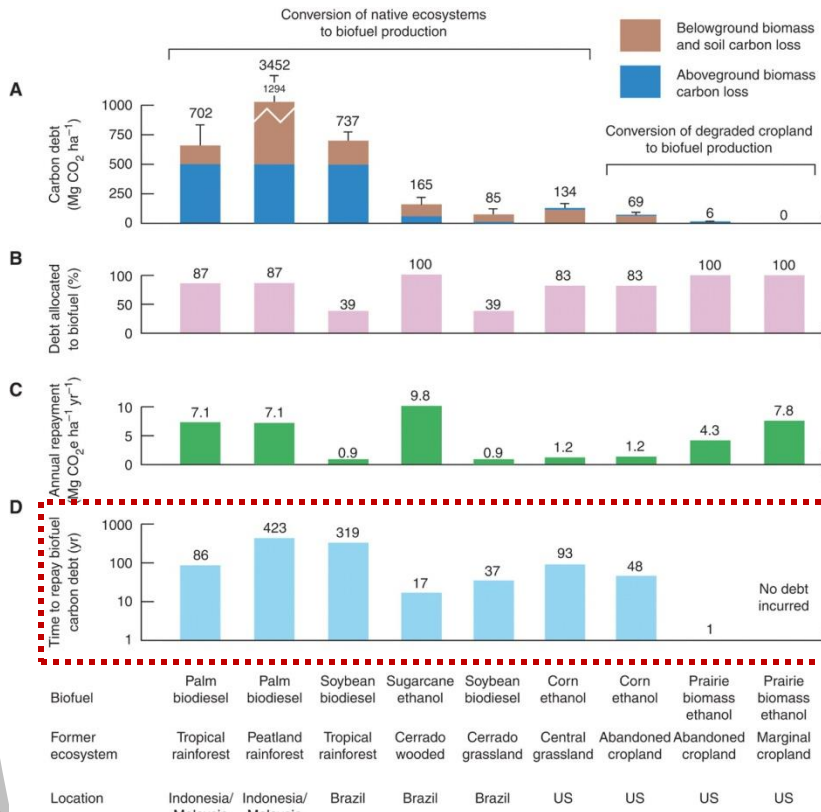 Conversion of native ecosystems
to biofuel production
Belowground biomass
and soil carbon loss
Aboveground biomass
carbon loss
Conversion of degraded cropland
to biofuel production
A
Carbon debt
(Mg CO2 ha−1)
1000
750
500
250
0
702
3452
1294
737
165
85
134
69
6
0
B
Debt allocated
to biofuel (%)
100
50
0
87
87
39
100
39
83
83
100
100
C
Annual repayment
(Mg CO2e ha−1 yr−1)
10
5
0
7.1
7.1
0.9
9.8
0.9
1.2
1.2
4.3
7.8
D
Time to repay biofuel
carbon debt (yr)
1000
100
10
1
86
423
319
17
37
93
48
1
No debt
incurred
Biofuel
Palm biodiesel
Palm biodiesel
Soybean biodiesel
Sugarcane ethanol
Soybean biodiesel
Corn ethanol
Corn ethanol
Prairie biomass ethanol
Prairie biomass ethanol
Former ecosystem
Tropical rainforest
Peatland rainforest
Tropical rainforest
Cerrado wooded
Cerrado grassland
Central grassland
Abandoned cropland
Abandoned cropland
Marginal cropland
Location
Indonesia/
Indonesia/
Brazil
Brazil
Brazil
US
US
US
US